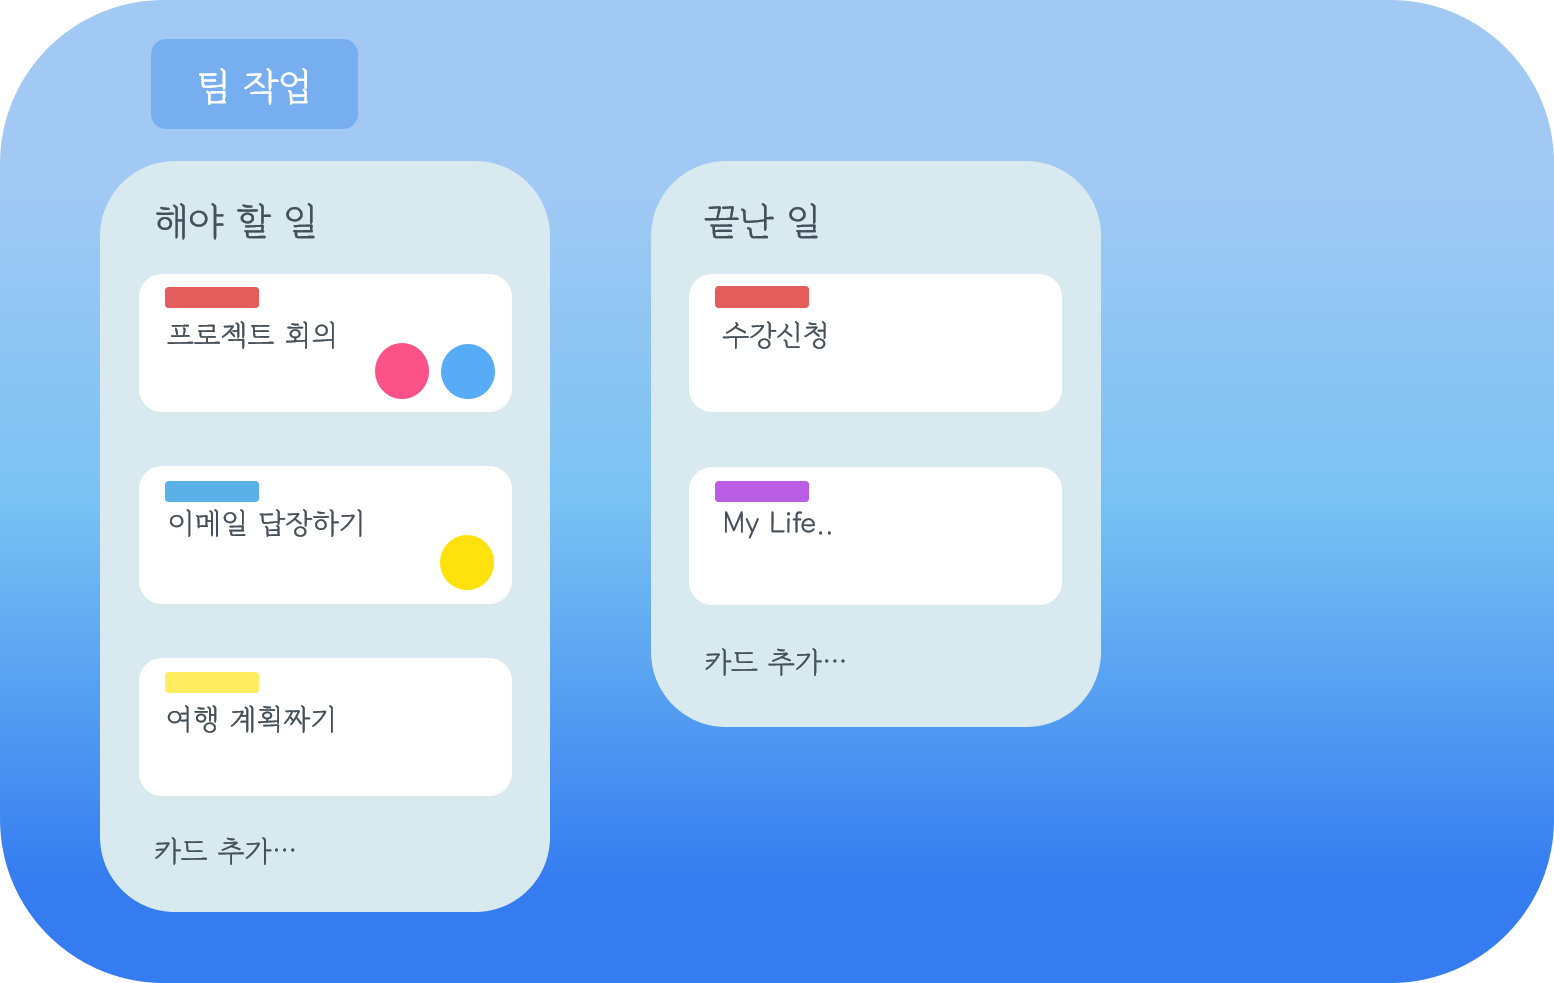 팀 작업
해야 할 일
프로젝트 회의
이메일 답장하기
여행 계획짜기
카드 추가…
끝난 일
수강신청
My Life..
카드 추가…